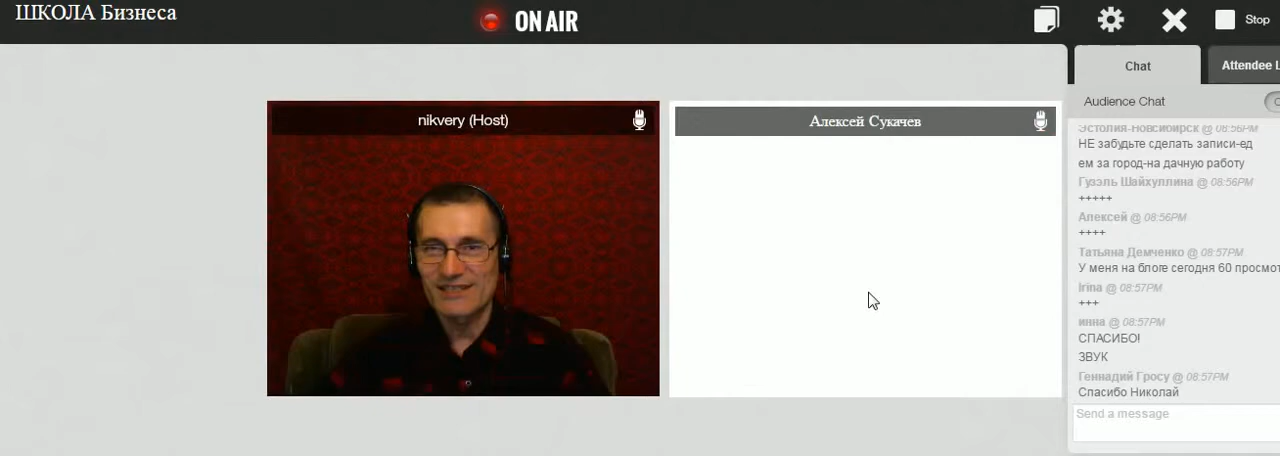 ШКОЛА Бизнеса
ON AIR
Stop
nikvery (Host)
Алексей Сукачев
Chat
Attendee L
Audience Chat
Эстолия-Новсибирск @ 08:56PM
НЕ забудьте сделать записи-ед
ем за город-на дачную работу
Гузэль Шайхуллина @ 08:56PM
+++++
Алексей @ 08:56PM
++++
Татьяна Демченко @ 08:57PM
У меня на блоге сегодня 60 просмот
Irina @ 08:57PM
+++
инна @ 08:57PM
СПАСИБО!
ЗВУК
Геннадий Гросу @ 08:57PM
Спасибо Николай
Send a message